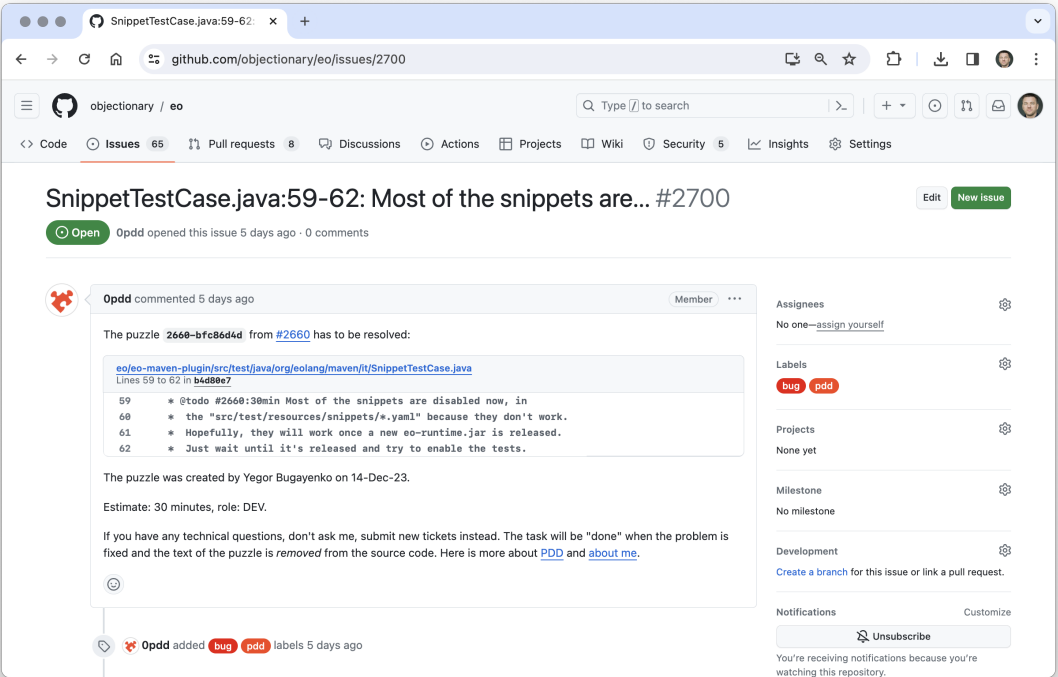 SnippetTestCase.java:59-62:
github.com/objectionary/eo/issues/2700
objectionary / eo
Type / to search
Code
Issues 65
Pull requests 8
Discussions
Actions
Projects
Wiki
Security 5
Insights
Settings
SnippetTestCase.java:59-62: Most of the snippets are... #2700
Edit
New issue
Open
0pdd opened this issue 5 days ago · 0 comments
0pdd commented 5 days ago
Member
The puzzle 2660-bfc86d4d from #2660 has to be resolved:
eo/eo-maven-plugin/src/test/java/org/eolang/maven/it/SnippetTestCase.java
Lines 59 to 62 in b4d80e7
59 * @todo #2660:30min Most of the snippets are disabled now, in
60 * the "src/test/resources/snippets/*.yaml" because they don't work.
61 * Hopefully, they will work once a new eo-runtime.jar is released.
62 * Just wait until it's released and try to enable the tests.
The puzzle was created by Yegor Bugayenko on 14-Dec-23.
Estimate: 30 minutes, role: DEV.
If you have any technical questions, don't ask me, submit new tickets instead. The task will be "done" when the problem is
fixed and the text of the puzzle is removed from the source code. Here is more about PDD and about me.
0pdd added bug pdd labels 5 days ago
Assignees
No one—assign yourself
Labels
bug pdd
Projects
None yet
Milestone
No milestone
Development
Create a branch for this issue or link a pull request.
Notifications
Customize
Unsubscribe
You're receiving notifications because you're
watching this repository.